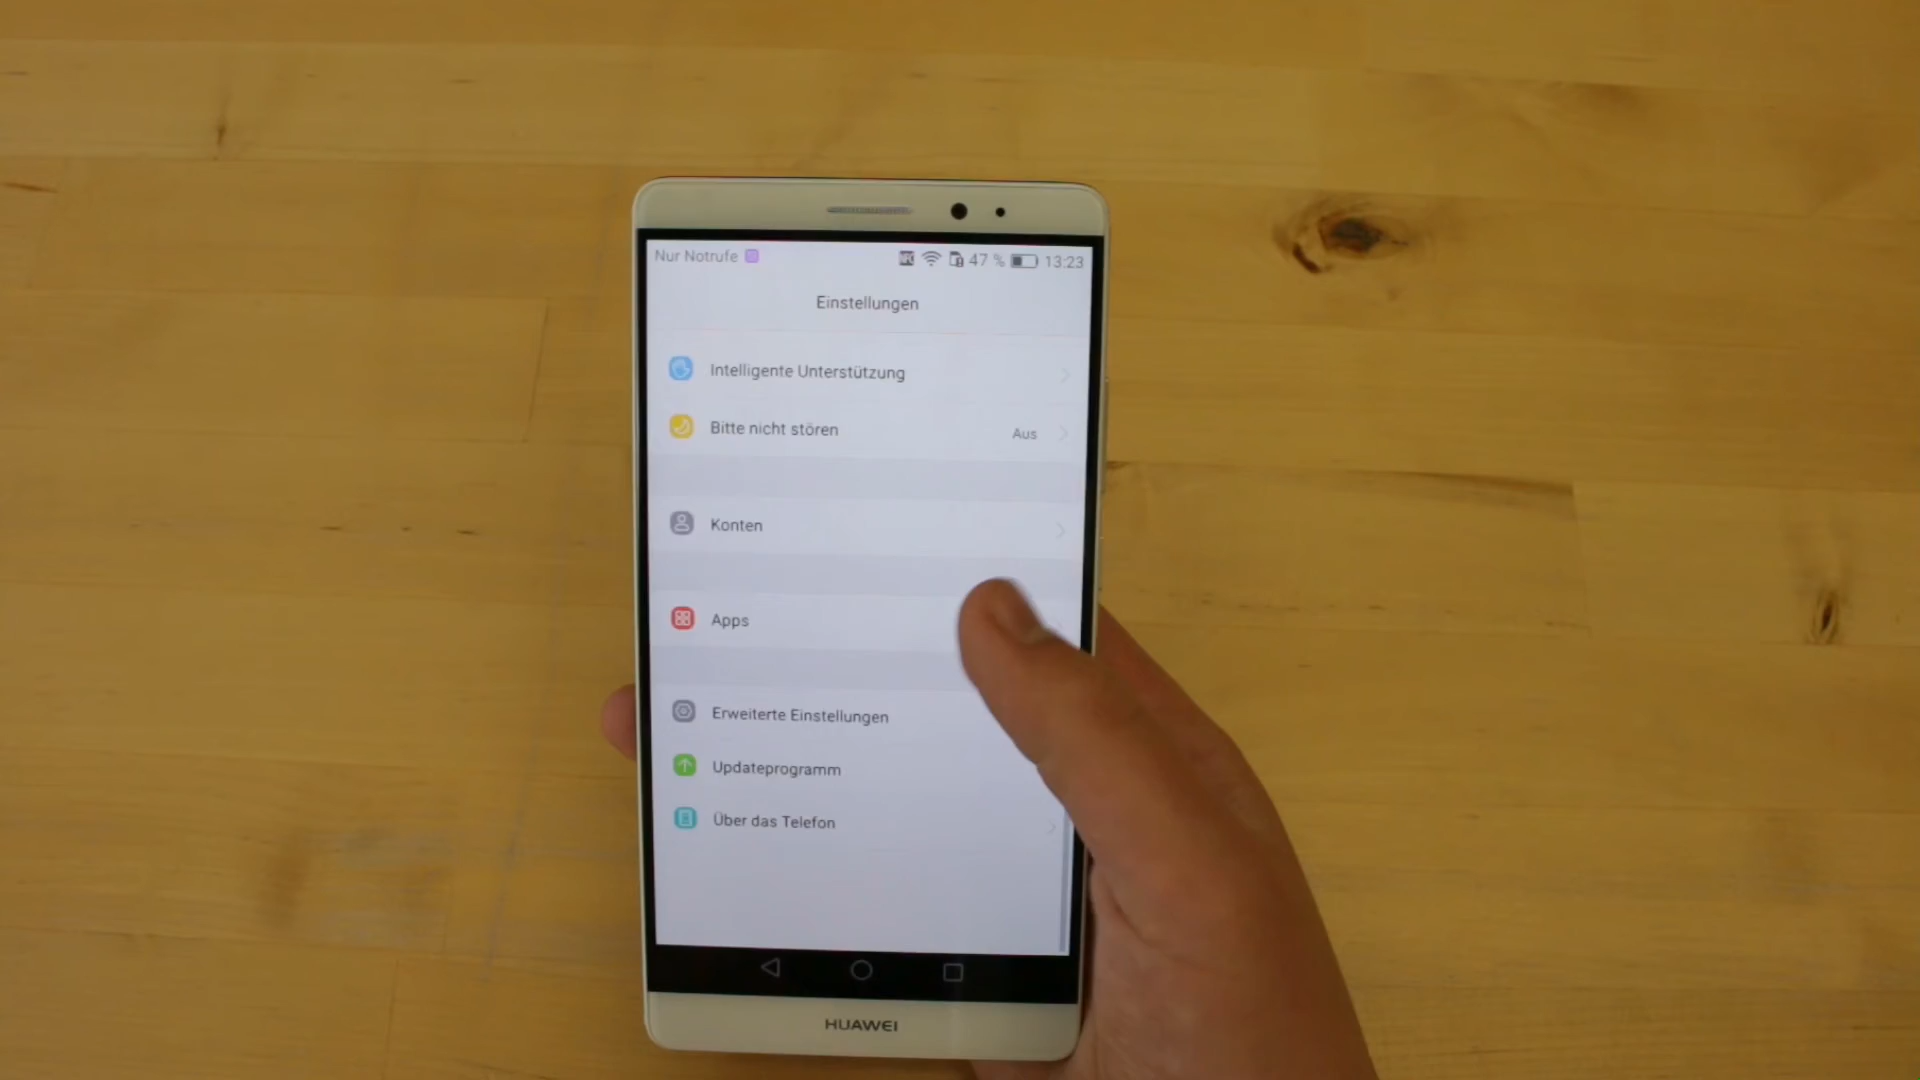 Nur Notrufe NFC 47 % 13:23
Einstellungen
Intelligente Unterstützung
Bitte nicht stören Aus
Konten
Apps
Erweiterte Einstellungen
Updateprogramm
Über das Telefon
HUAWEI